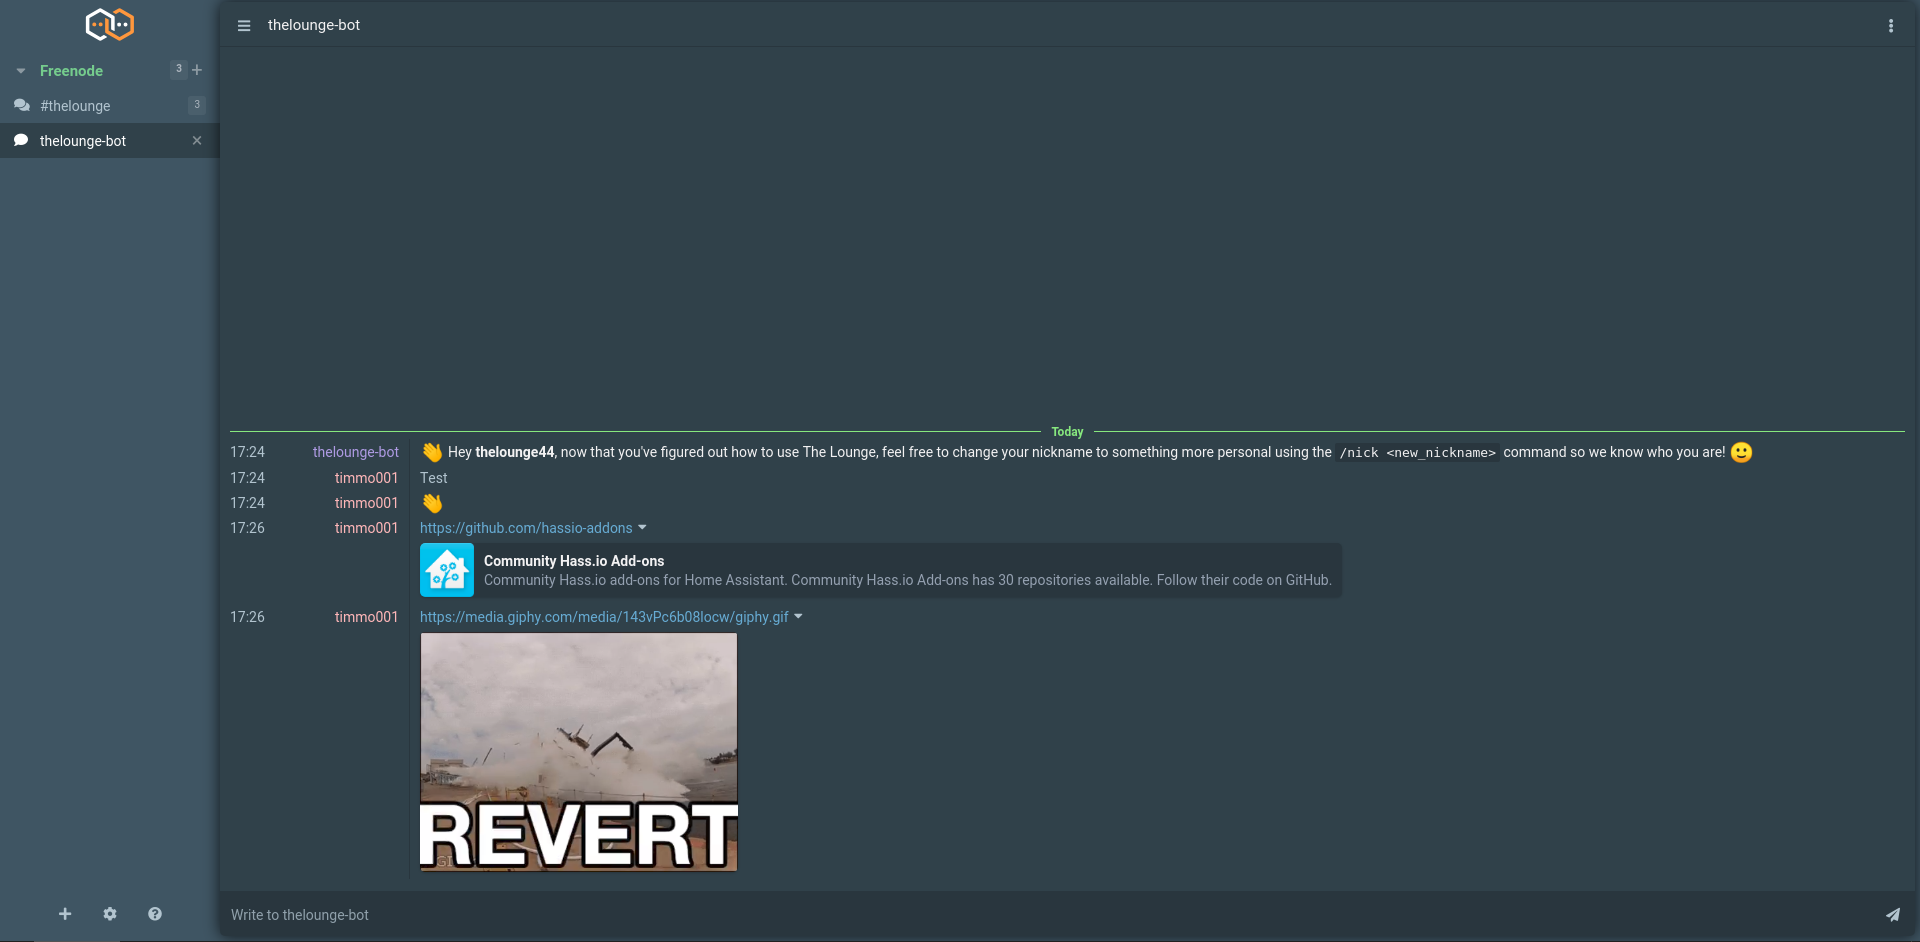 thelounge-bot
Freenode 3
#thelounge 3
thelounge-bot
Today
17:24 thelounge-bot 👋 Hey thelounge44, now that you've figured out how to use The Lounge, feel free to change your nickname to something more personal using the /nick <new_nickname> command so we know who you are! 🙂
17:24 timmo001 Test
17:24 timmo001 👋
17:26 timmo001 https://github.com/hassio-addons
Community Hass.io Add-ons
Community Hass.io add-ons for Home Assistant. Community Hass.io Add-ons has 30 repositories available. Follow their code on GitHub.
17:26 timmo001 https://media.giphy.com/media/143vPc6b08locw/giphy.gif
REVERT
Write to thelounge-bot